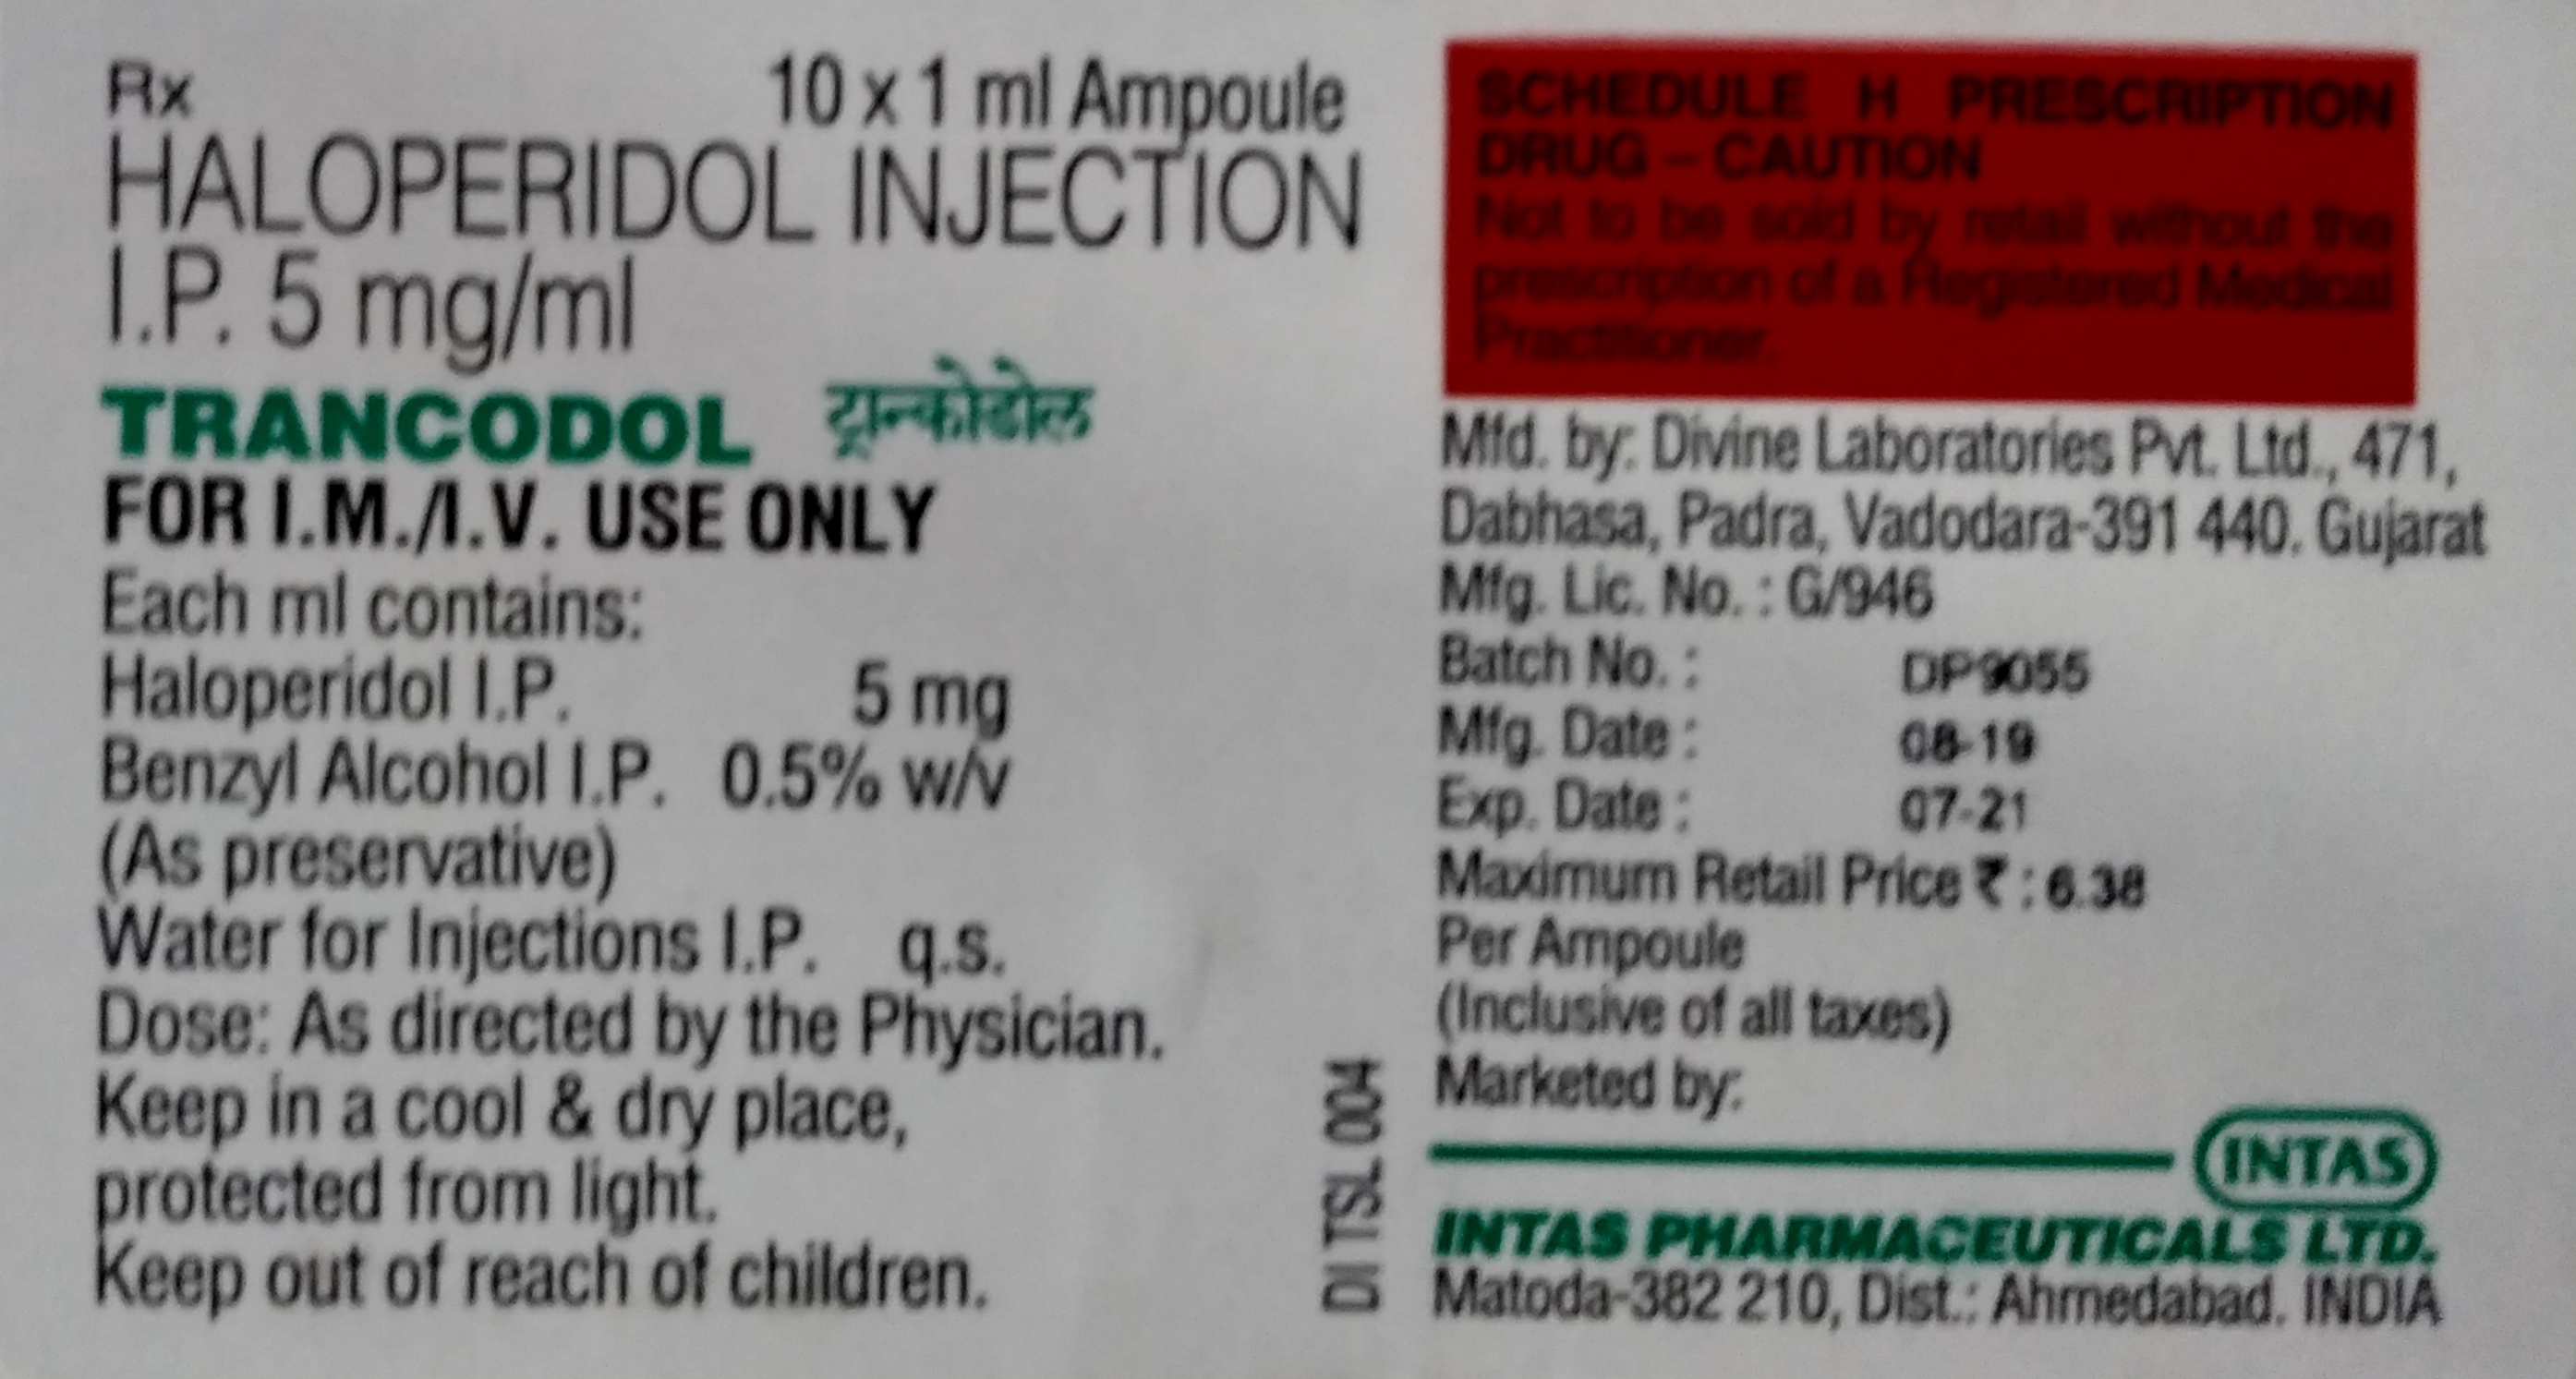 Rx 10 x 1 ml Ampoule
HALOPERIDOL INJECTION
I.P. 5 mg/ml
TRANCODOL ट्रान्कोडोल
FOR I.M./I.V. USE ONLY
Each ml contains:
Haloperidol I.P. 5 mg
Benzyl Alcohol I.P. 0.5% w/v
(As preservative)
Water for Injections I.P. q.s.
Dose: As directed by the Physician.
Keep in a cool & dry place,
protected from light.
Keep out of reach of children.
DI TSL 004
SCHEDULE H PRESCRIPTION
DRUG – CAUTION
Not to be sold by retail without the
prescription of a Registered Medical
Practitioner.
Mfd. by: Divine Laboratories Pvt. Ltd., 471,
Dabhasa, Padra, Vadodara-391 440. Gujarat
Mfg. Lic. No. : G/946
Batch No. : DP9055
Mfg. Date : 08-19
Exp. Date : 07-21
Maximum Retail Price ₹ : 6.38
Per Ampoule
(Inclusive of all taxes)
Marketed by:
INTAS
INTAS PHARMACEUTICALS LTD.
Matoda-382 210, Dist.: Ahmedabad. INDIA